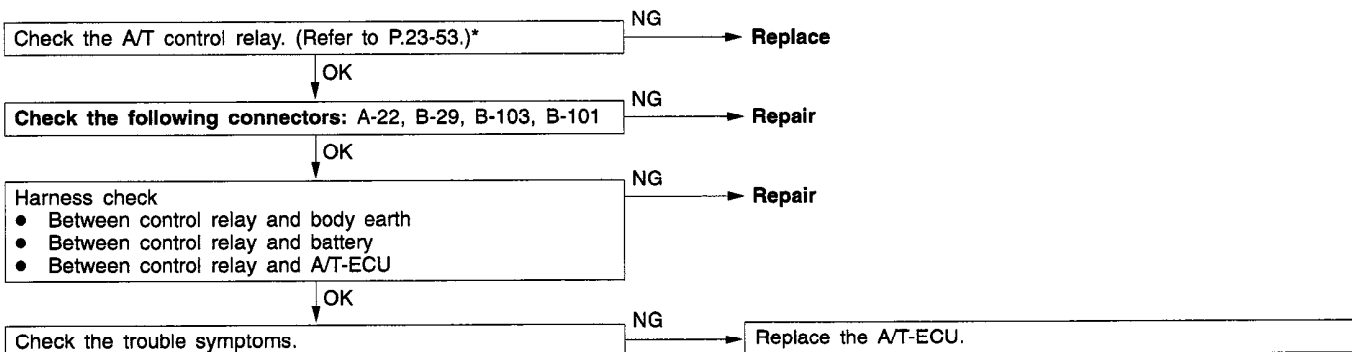 Check the A/T control relay. (Refer to P.23-53.)*
NG
Replace
OK
Check the following connectors: A-22, B-29, B-103, B-101
NG
Repair
OK
Harness check
● Between control relay and body earth
● Between control relay and battery
● Between control relay and A/T-ECU
NG
Repair
OK
Check the trouble symptoms.
NG
Replace the A/T-ECU.